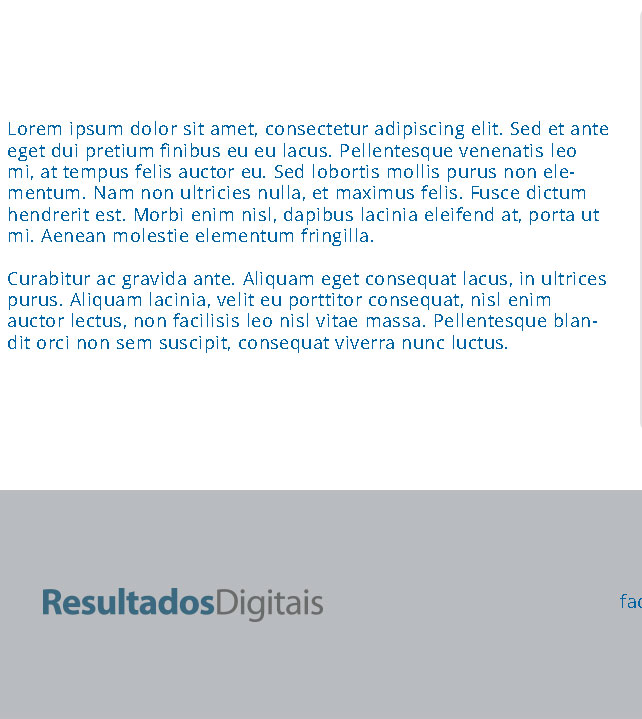 Lorem ipsum dolor sit amet, consectetur adipiscing elit. Sed et ante
eget dui pretium finibus eu eu lacus. Pellentesque venenatis leo
mi, at tempus felis auctor eu. Sed lobortis mollis purus non ele-
mentum. Nam non ultricies nulla, et maximus felis. Fusce dictum
hendrerit est. Morbi enim nisl, dapibus lacinia eleifend at, porta ut
mi. Aenean molestie elementum fringilla.
Curabitur ac gravida ante. Aliquam eget consequat lacus, in ultrices
purus. Aliquam lacinia, velit eu porttitor consequat, nisl enim
auctor lectus, non facilisis leo nisl vitae massa. Pellentesque blan-
dit orci non sem suscipit, consequat viverra nunc luctus.
ResultadosDigitais